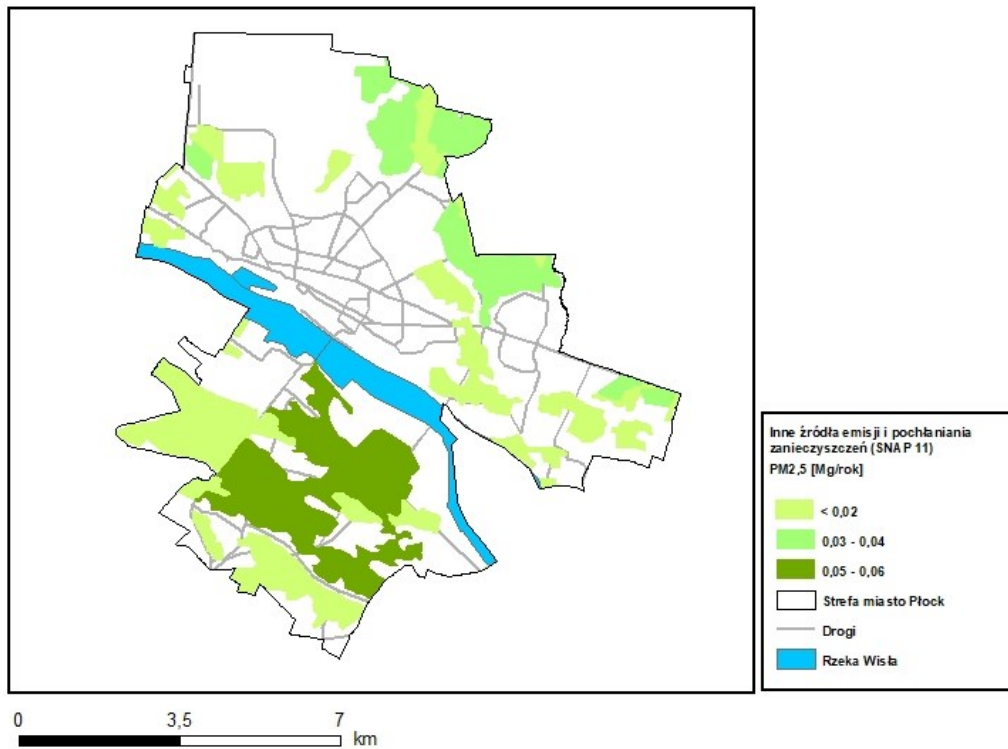 Inne źródła emisji i pochłaniania
zanieczyszczeń (SNAP 11)
PM2,5 [Mg/rok]
< 0,02
0,03 - 0,04
0,05 - 0,06
Strefa miasto Płock
Drogi
Rzeka Wisła
0 3,5 7
km